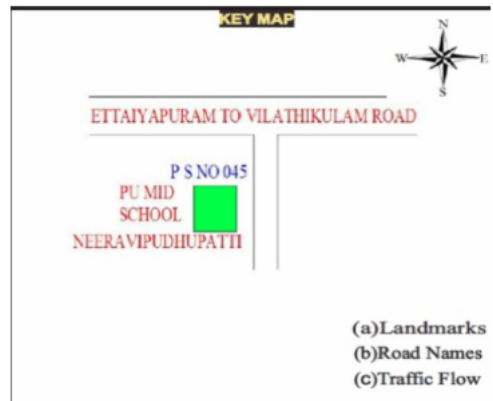 KEY MAP
N
W E
S
ETTAIYAPURAM TO VILATHIKULAM ROAD
P S NO 045
PU MID
SCHOOL
NEERAVIPUDHUPATTI
(a)Landmarks
(b)Road Names
(c)Traffic Flow